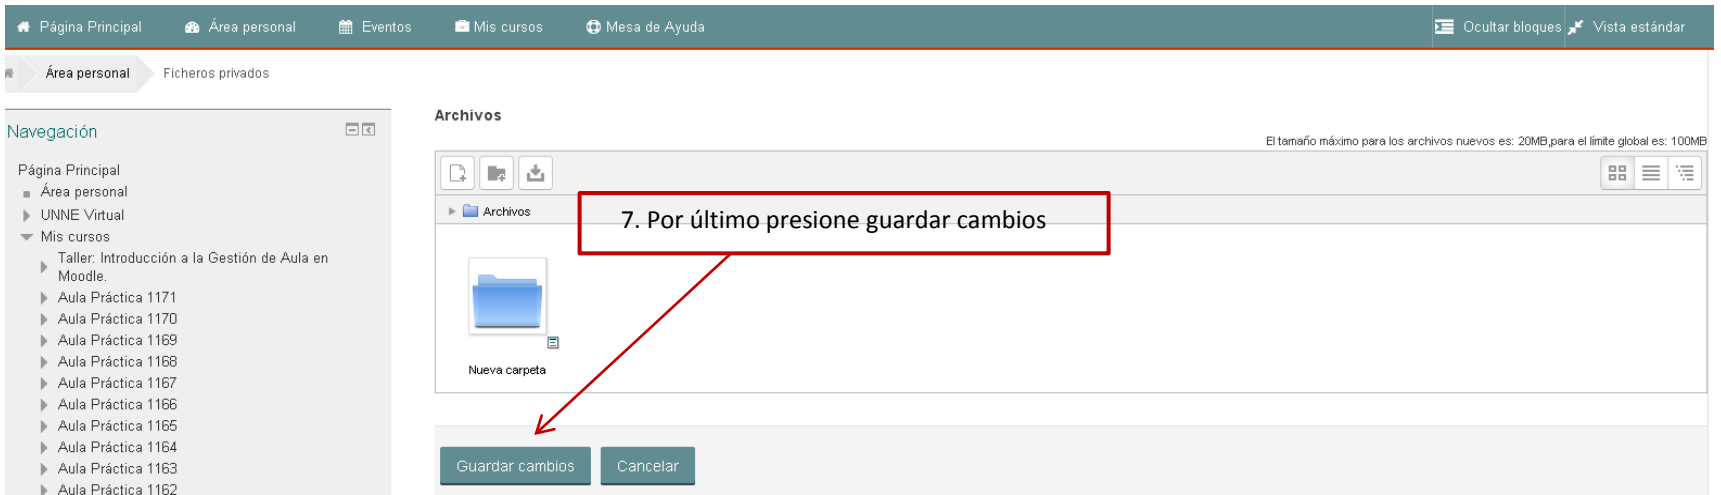 Página Principal Área personal Eventos Mis cursos Mesa de Ayuda Ocultar bloques Vista estándar
Área personal Ficheros privados
Archivos
Navegación
El tamaño máximo para los archivos nuevos es: 20MB,para el límite global es: 100MB
Página Principal
Área personal
UNNE Virtual
Mis cursos
Taller: Introducción a la Gestión de Aula en
Moodle.
Aula Práctica 1171
Aula Práctica 1170
Aula Práctica 1169
Aula Práctica 1168
Aula Práctica 1167
Aula Práctica 1166
Aula Práctica 1165
Aula Práctica 1164
Aula Práctica 1163
Aula Práctica 1162
Archivos
7. Por último presione guardar cambios
Nueva carpeta
Guardar cambios Cancelar